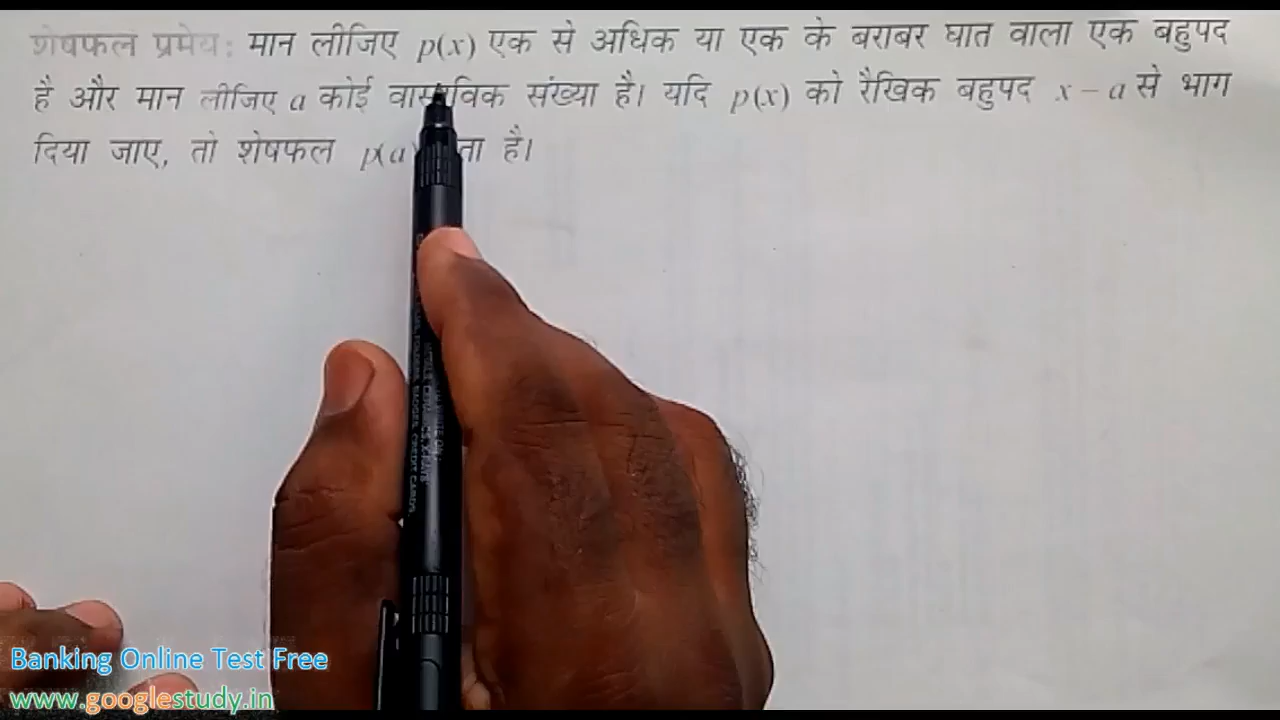 शेषफल प्रमेय: मान लीजिए p(x) एक से अधिक या एक के बराबर घात वाला एक बहुपद
है और मान लीजिए a कोई वास्तविक संख्या है। यदि p(x) को रैखिक बहुपद x – a से भाग
दिया जाए, तो शेषफल p(a) है।
Banking Online Test Free
www.googlestudy.in